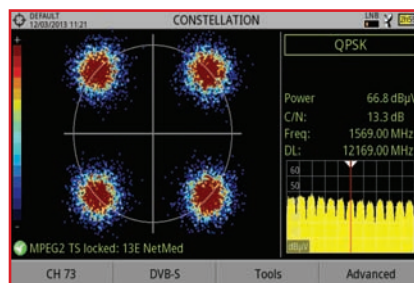 DEFAULT
12/03/2013 11:21
CONSTELLATION
LNB
+
-
QPSK
Power 66.8 dBµV
C/N: 13.3 dB
Freq: 1569.00 MHz
DL: 12169.00 MHz
60
50
dBµV
MPEG2 TS locked: 13E NetMed
CH 73 DVB-S Tools Advanced